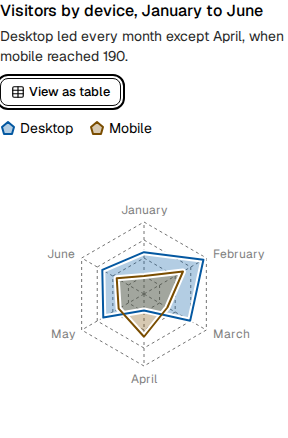 Visitors by device, January to June
Desktop led every month except April, when
mobile reached 190.
View as table
Desktop
Mobile
January
June
February
May
March
April